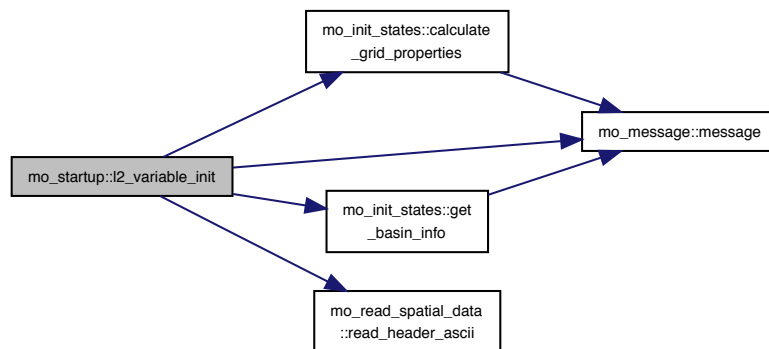 mo_init_states::calculate
_grid_properties
mo_message::message
mo_startup::l2_variable_init
mo_init_states::get
_basin_info
mo_read_spatial_data
::read_header_ascii